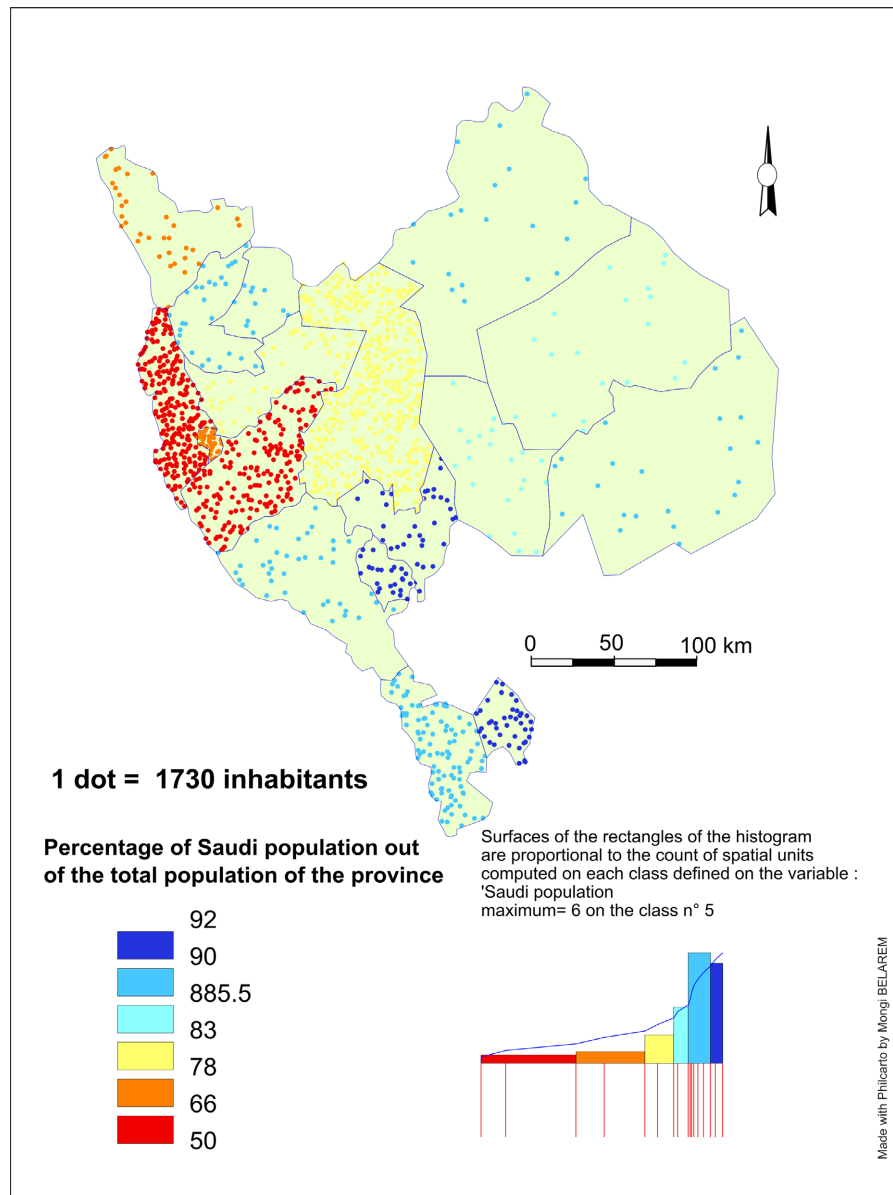 0 50 100 km
1 dot = 1730 inhabitants
Percentage of Saudi population out
of the total population of the province
92
90
885.5
83
78
66
50
Surfaces of the rectangles of the histogram
are proportional to the count of spatial units
computed on each class defined on the variable :
'Saudi population
maximum= 6 on the class n° 5
Made with Philcarto by Mongi BELAREM